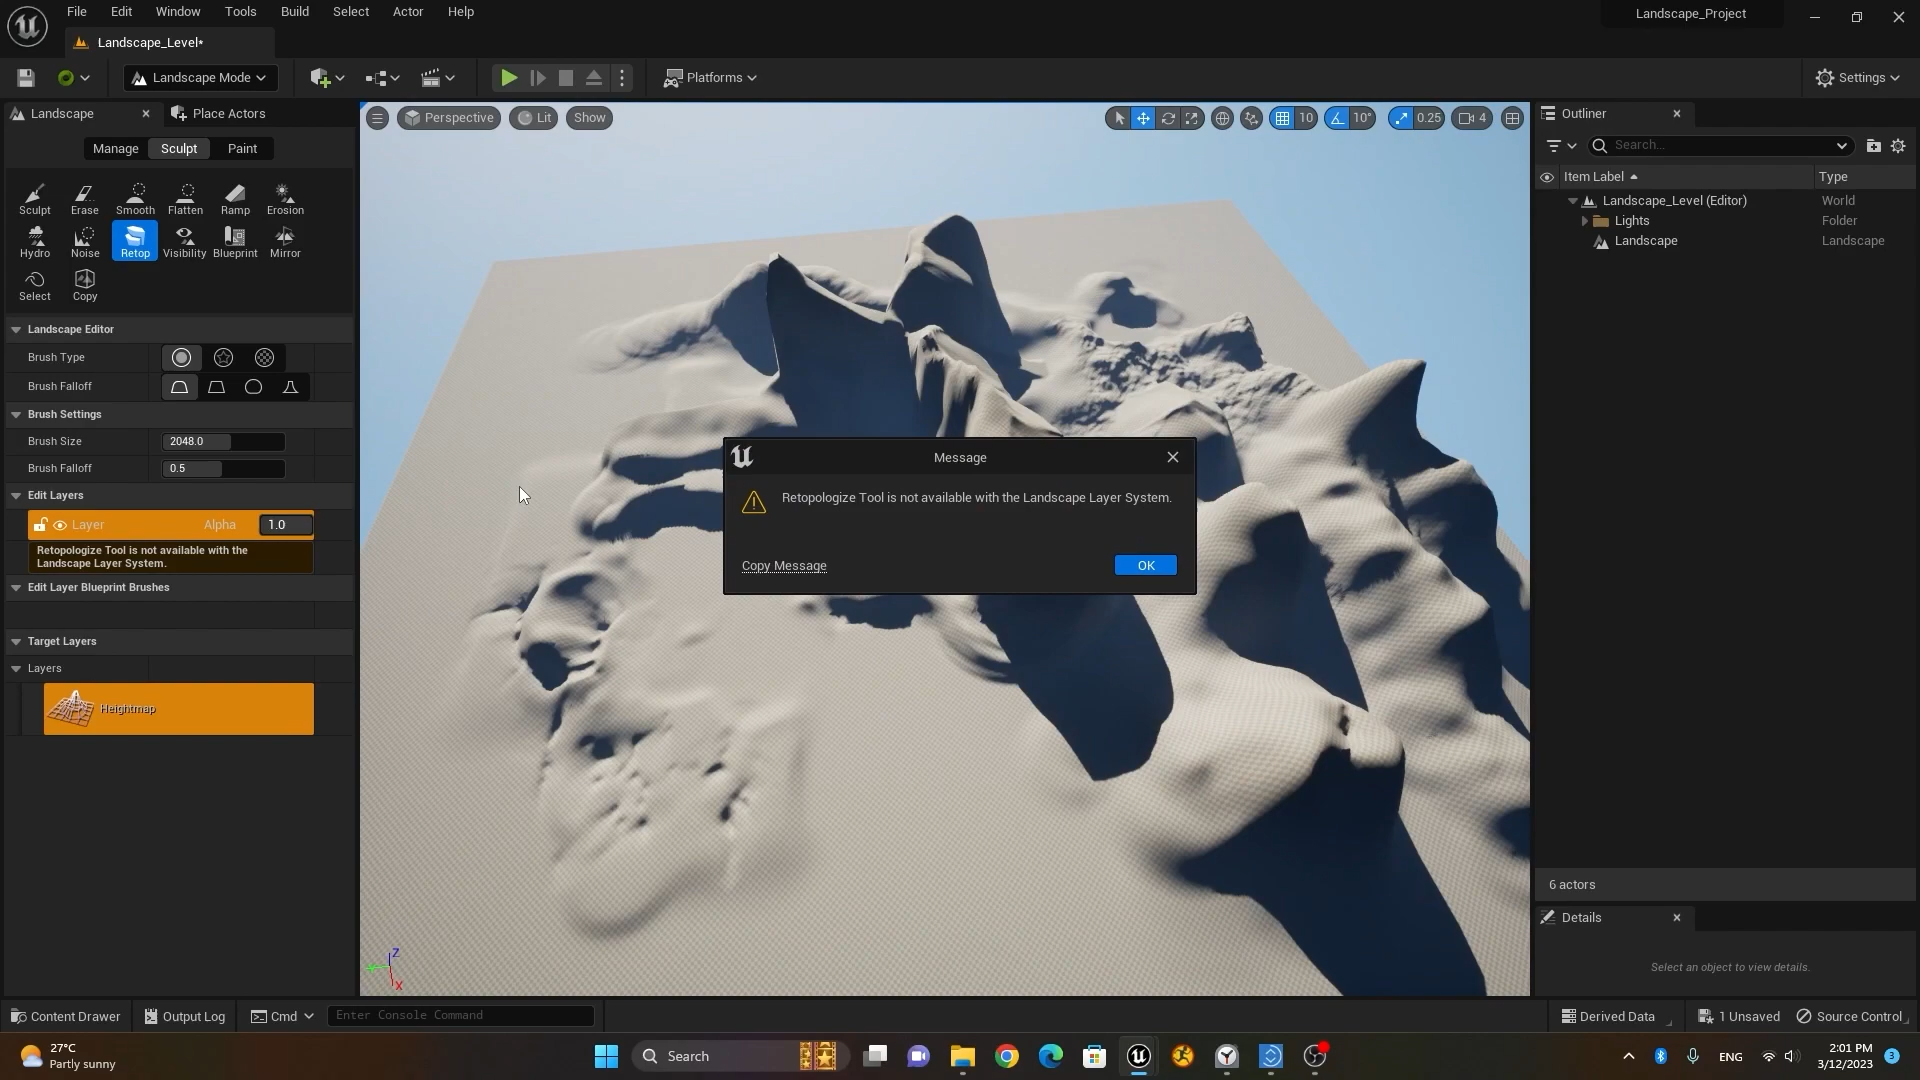 File Edit Window Tools Build Select Actor Help
Landscape_Project
Landscape_Level*
Landscape Mode
Platforms
Settings
Landscape
Place Actors
Manage Sculpt Paint
Sculpt Erase Smooth Flatten Ramp Erosion
Hydro Noise Retop Visibility Blueprint Mirror
Select Copy
Landscape Editor
Brush Type
Brush Falloff
Brush Settings
Brush Size 2048.0
Brush Falloff 0.5
Edit Layers
Layer Alpha 1.0
Retopologize Tool is not available with the
Landscape Layer System.
Edit Layer Blueprint Brushes
Target Layers
Layers
Heightmap
Perspective Lit Show
10 10° 0.25 4
Message
Retopologize Tool is not available with the Landscape Layer System.
Copy Message
OK
Z
X
Outliner
Search...
Item Label Type
Landscape_Level (Editor) World
Lights Folder
Landscape Landscape
6 actors
Details
Select an object to view details.
Content Drawer Output Log Cmd Enter Console Command
Derived Data 1 Unsaved Source Control
27°C
Partly sunny
Search
ENG
2:01 PM
3/12/2023
3